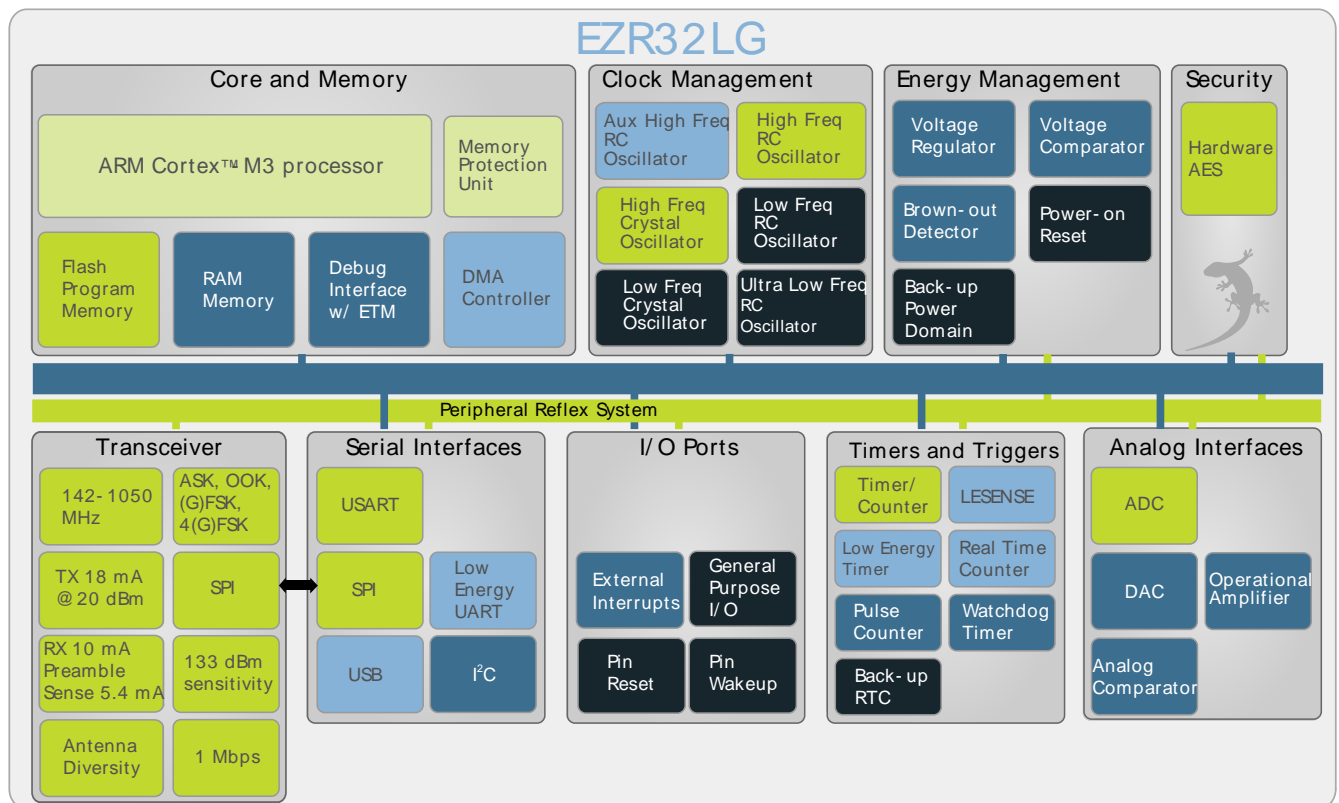 EZR32LG
Core and Memory
ARM Cortex™ M3 processor
Memory
Protection
Unit
Flash
Program
Memory
RAM
Memory
Debug
Interface
w/ ETM
DMA
Controller
Clock Management
Aux High Freq
RC
Oscillator
High Freq
RC
Oscillator
High Freq
Crystal
Oscillator
Low Freq
RC
Oscillator
Low Freq
Crystal
Oscillator
Ultra Low Freq
RC
Oscillator
Energy Management
Voltage
Regulator
Voltage
Comparator
Brown-out
Detector
Power-on
Reset
Back-up
Power
Domain
Security
Hardware
AES
Peripheral Reflex System
Transceiver
142-1050
MHz
ASK, OOK,
(G)FSK,
4(G)FSK
TX 18 mA
@ 20 dBm
SPI
RX 10 mA
Preamble
Sense 5.4 mA
133 dBm
sensitivity
Antenna
Diversity
1 Mbps
Serial Interfaces
USART
SPI
Low
Energy
UART
USB
I²C
I/O Ports
External
Interrupts
General
Purpose
I/O
Pin
Reset
Pin
Wakeup
Timers and Triggers
Timer/
Counter
LESENSE
Low Energy
Timer
Real Time
Counter
Pulse
Counter
Watchdog
Timer
Back-up
RTC
Analog Interfaces
ADC
DAC
Operational
Amplifier
Analog
Comparator